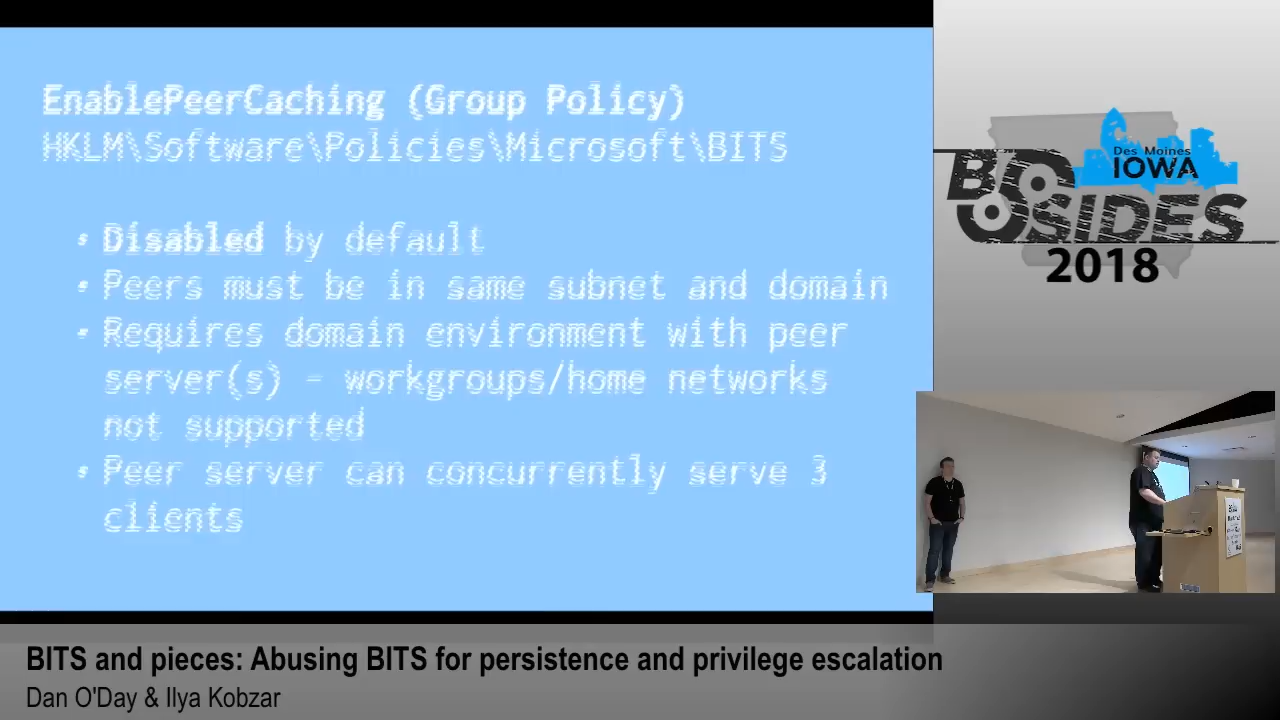 EnablePeerCaching (Group Policy)
HKLM\Software\Policies\Microsoft\BITS
• Disabled by default
• Peers must be in same subnet and domain
• Requires domain environment with peer
server(s) – workgroups/home networks
not supported
• Peer server can concurrently serve 3
clients
Des Moines
IOWA
BSIDES
2018
BITS and pieces: Abusing BITS for persistence and privilege escalation
Dan O'Day & Ilya Kobzar